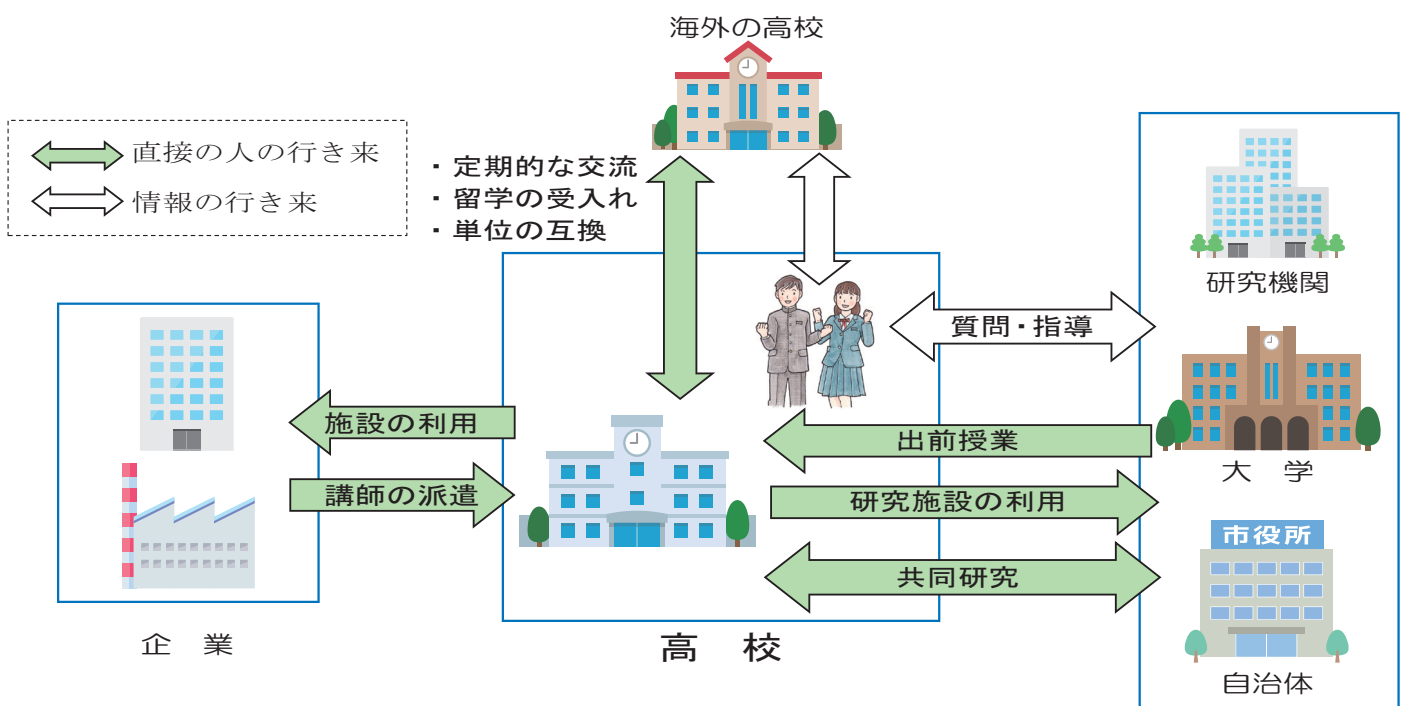 海外の高校
直接の人の行き来
情報の行き来
・定期的な交流
・留学の受入れ
・単位の互換
研究機関
質問・指導
施設の利用
出前授業
大　学
講師の派遣
研究施設の利用
市役所
共同研究
企　業
高　校
自治体